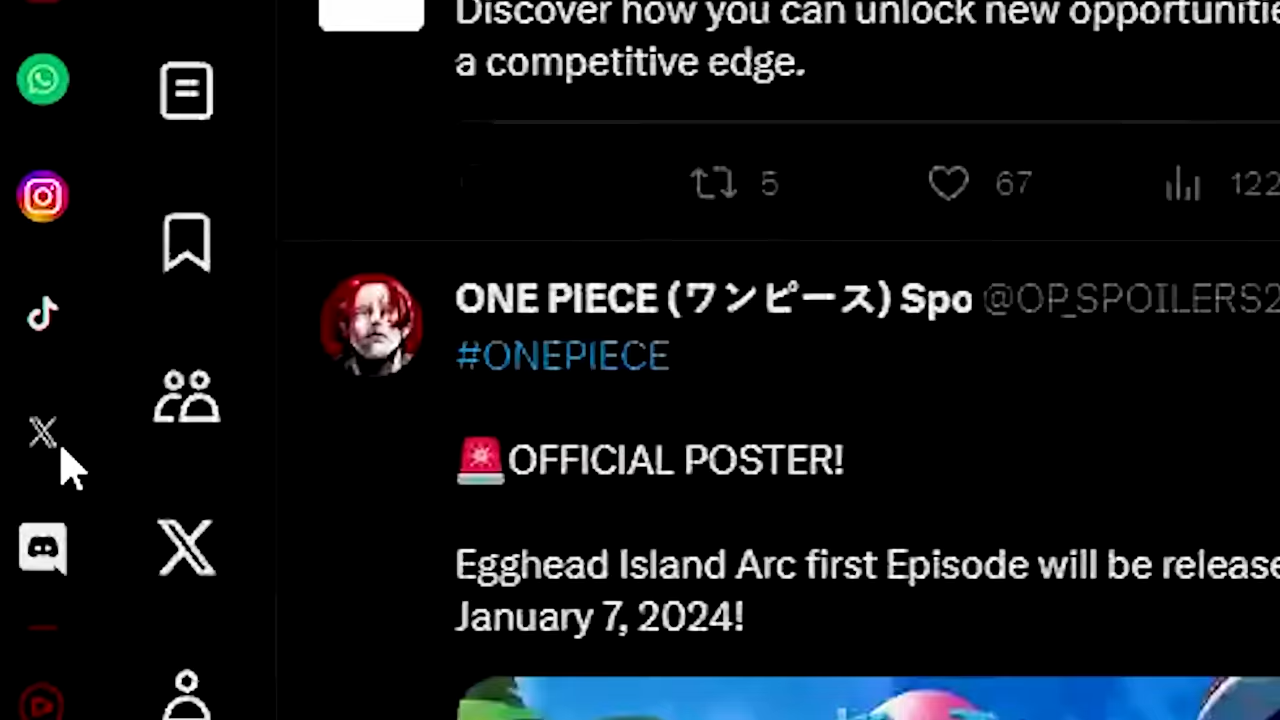 Discover how you can unlock new opportunitie
a competitive edge.
5
67
122
ONE PIECE (ワンピース) Spo @OP_SPOILERS2
#ONEPIECE
🚨OFFICIAL POSTER!
Egghead Island Arc first Episode will be release
January 7, 2024!